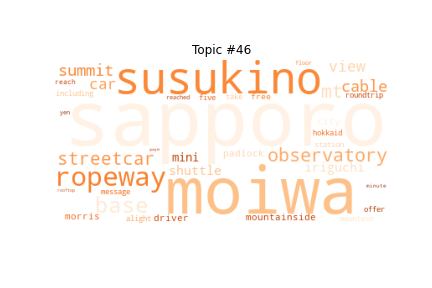 Topic #46
floor
summit susukino view
reach car mt cable
including reached five take free roundtrip
yen sapporo city
hokkaid
station
streetcar mini padlock observatory
ropeway shuttle iriguchi
rooftop message base moiwa minute
offer
morris alight driver mountainside